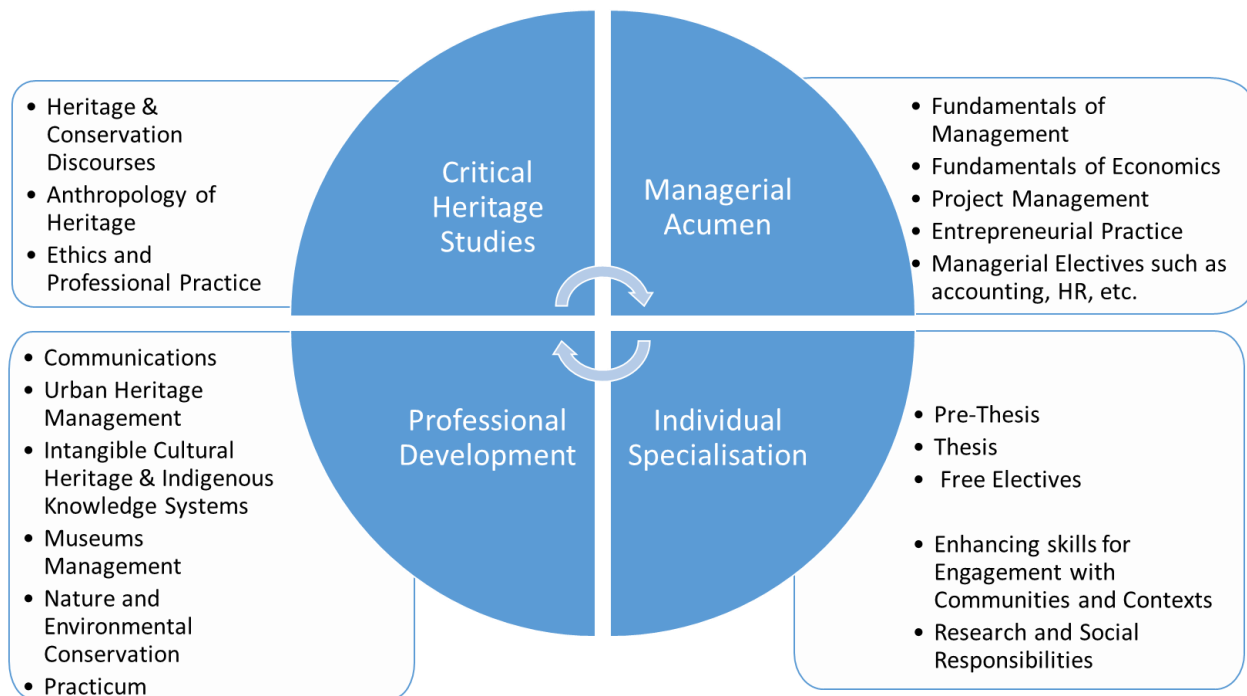 • Heritage &
Conservation
Discourses
• Anthropology of
Heritage
• Ethics and
Professional Practice
Critical
Heritage
Studies
Managerial
Acumen
• Fundamentals of
Management
• Fundamentals of Economics
• Project Management
• Entrepreneurial Practice
• Managerial Electives such as
accounting, HR, etc.
• Communications
• Urban Heritage
Management
• Intangible Cultural
Heritage & Indigenous
Knowledge Systems
• Museums
Management
• Nature and
Environmental
Conservation
• Practicum
Professional
Development
Individual
Specialisation
• Pre-Thesis
• Thesis
• Free Electives
• Enhancing skills for
Engagement with
Communities and Contexts
• Research and Social
Responsibilities